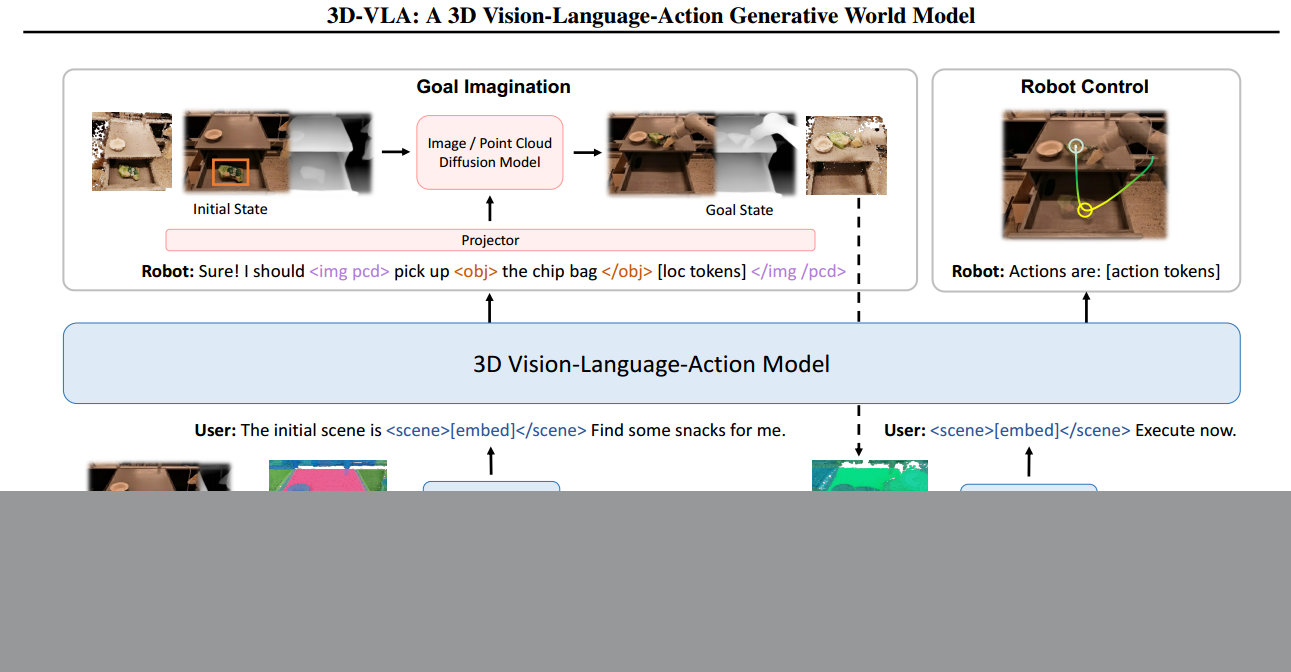 3D-VLA: A 3D Vision-Language-Action Generative World Model
Goal Imagination
Image / Point Cloud
Diffusion Model
Initial State
Goal State
Projector
Robot: Sure! I should <img pcd> pick up <obj> the chip bag </obj> [loc tokens] </img /pcd>
Robot Control
Robot: Actions are: [action tokens]
3D Vision-Language-Action Model
User: The initial scene is <scene>[embed]</scene> Find some snacks for me.
User: <scene>[embed]</scene> Execute now.